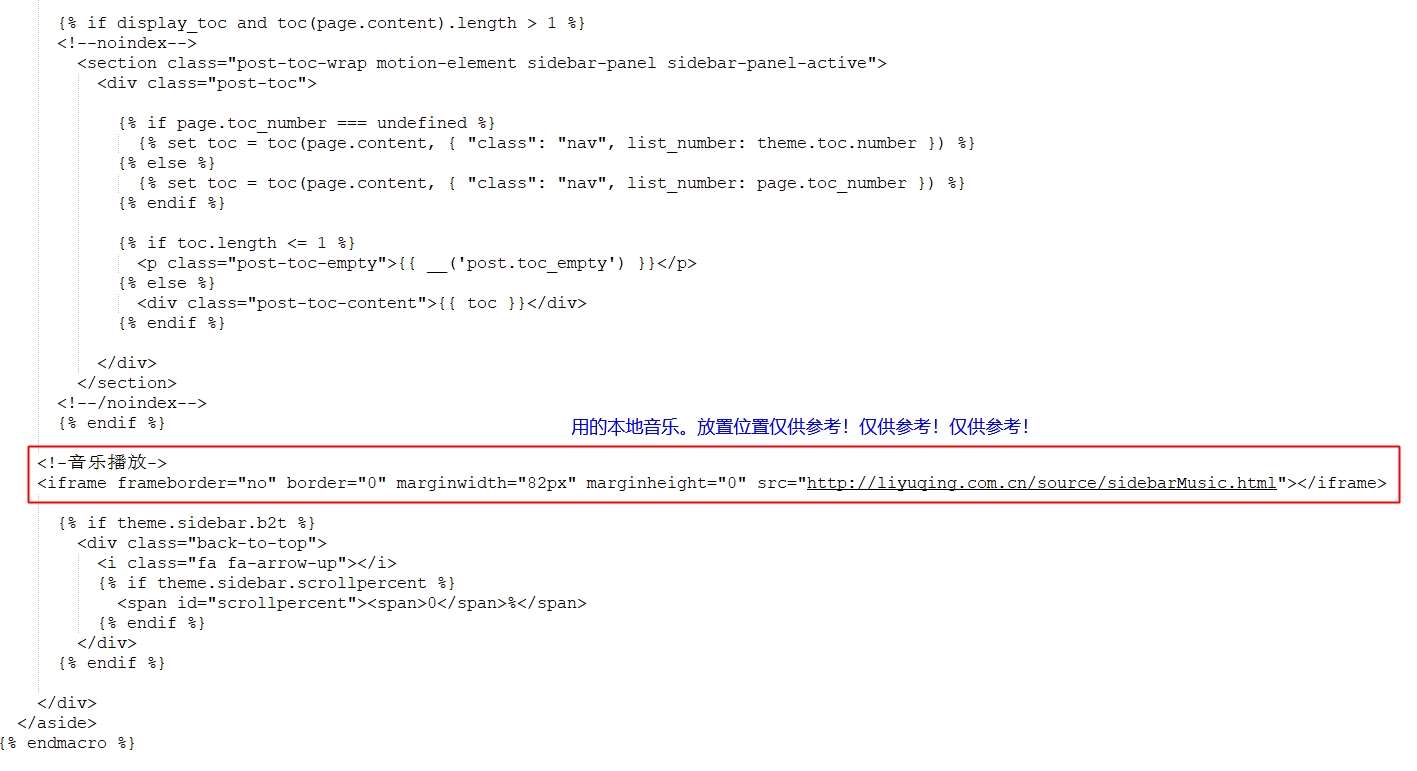 {% if display_toc and toc(page.content).length > 1 %}
<!--noindex-->
<section class="post-toc-wrap motion-element sidebar-panel sidebar-panel-active">
<div class="post-toc">
{% if page.toc_number === undefined %}
{% set toc = toc(page.content, { "class": "nav", list_number: theme.toc.number }) %}
{% else %}
{% set toc = toc(page.content, { "class": "nav", list_number: page.toc_number }) %}
{% endif %}
{% if toc.length <= 1 %}
<p class="post-toc-empty">{{ __('post.toc_empty') }}</p>
{% else %}
<div class="post-toc-content">{{ toc }}</div>
{% endif %}
</div>
</section>
<!--/noindex-->
{% endif %}
用的本地音乐。放置位置仅供参考！仅供参考！仅供参考！
<!-音乐播放->
<iframe frameborder="no" border="0" marginwidth="82px" marginheight="0" src="http://liyuqing.com.cn/source/sidebarMusic.html"></iframe>
{% if theme.sidebar.b2t %}
<div class="back-to-top">
<i class="fa fa-arrow-up"></i>
{% if theme.sidebar.scrollpercent %}
<span id="scrollpercent"><span>0</span>%</span>
{% endif %}
</div>
{% endif %}
</div>
</aside>
{% endmacro %}